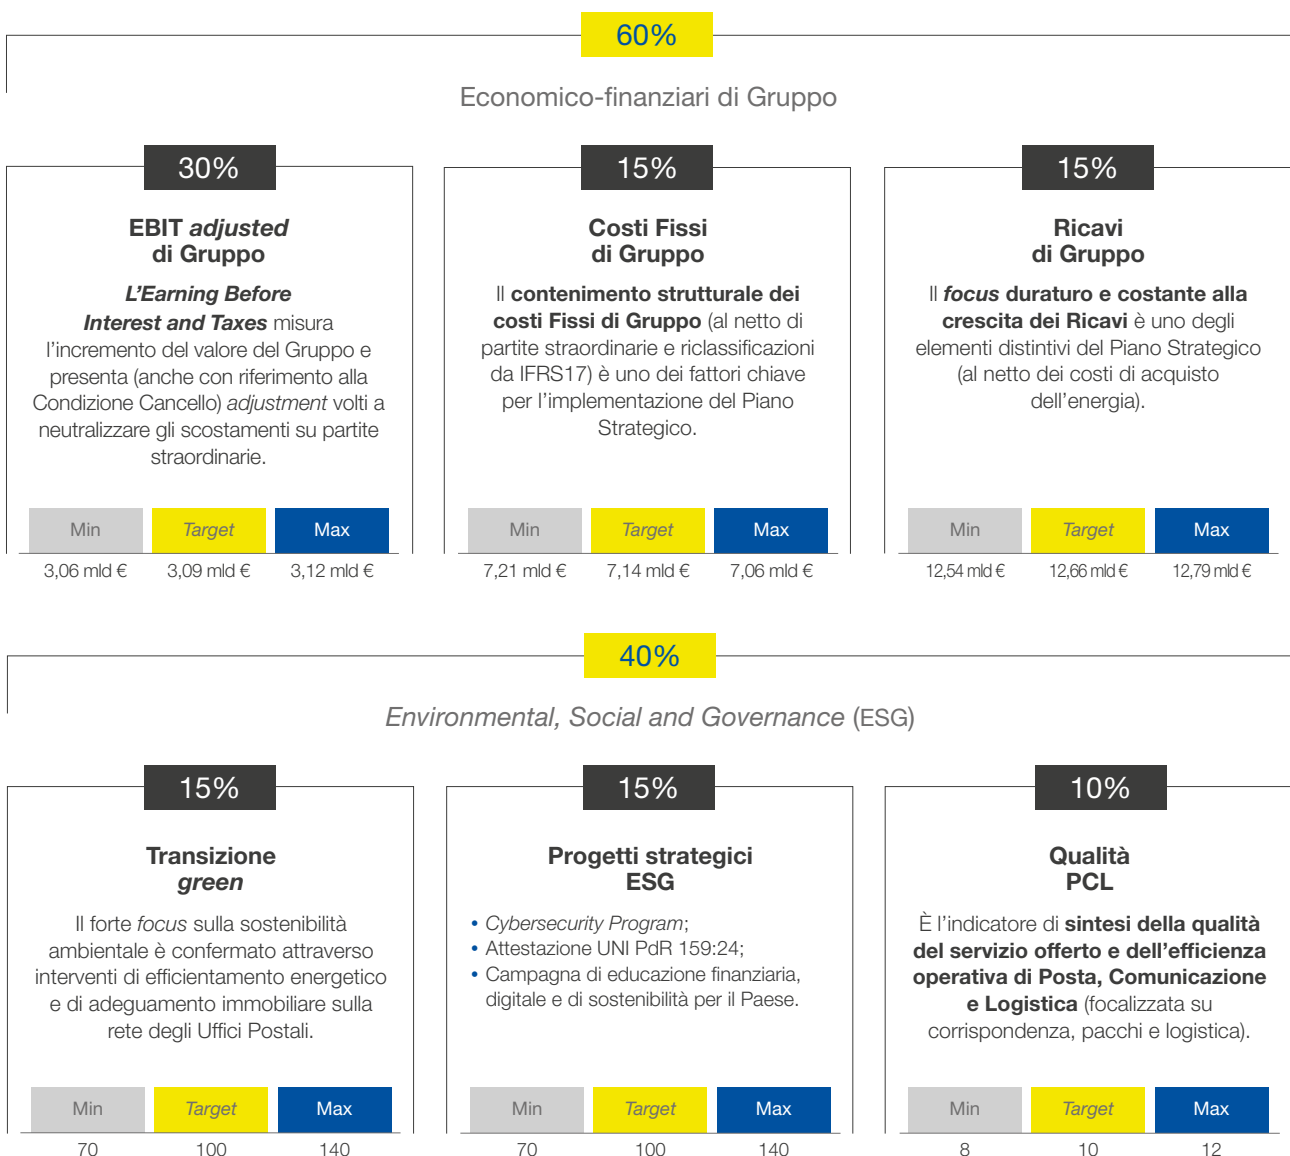 60%
Economico-finanziari di Gruppo
30%
EBIT adjusted
di Gruppo
L'Earning Before
Interest and Taxes misura
l'incremento del valore del Gruppo e
presenta (anche con riferimento alla
Condizione Cancello) adjustment volti a
neutralizzare gli scostamenti su partite
straordinarie.
Min Target Max
3,06 mld € 3,09 mld € 3,12 mld €
15%
Costi Fissi
di Gruppo
Il contenimento strutturale dei
costi Fissi di Gruppo (al netto di
partite straordinarie e riclassificazioni
da IFRS17) è uno dei fattori chiave
per l'implementazione del Piano
Strategico.
Min Target Max
7,21 mld € 7,14 mld € 7,06 mld €
15%
Ricavi
di Gruppo
Il focus duraturo e costante alla
crescita dei Ricavi è uno degli
elementi distintivi del Piano Strategico
(al netto dei costi di acquisto
dell'energia).
Min Target Max
12,54 mld € 12,66 mld € 12,79 mld €
40%
Environmental, Social and Governance (ESG)
15%
Transizione
green
Il forte focus sulla sostenibilità
ambientale è confermato attraverso
interventi di efficientamento energetico
e di adeguamento immobiliare sulla
rete degli Uffici Postali.
Min Target Max
70 100 140
15%
Progetti strategici
ESG
• Cybersecurity Program;
• Attestazione UNI PdR 159:24;
• Campagna di educazione finanziaria,
digitale e di sostenibilità per il Paese.
Min Target Max
70 100 140
10%
Qualità
PCL
È l'indicatore di sintesi della qualità
del servizio offerto e dell'efficienza
operativa di Posta, Comunicazione
e Logistica (focalizzata su
corrispondenza, pacchi e logistica).
Min Target Max
8 10 12